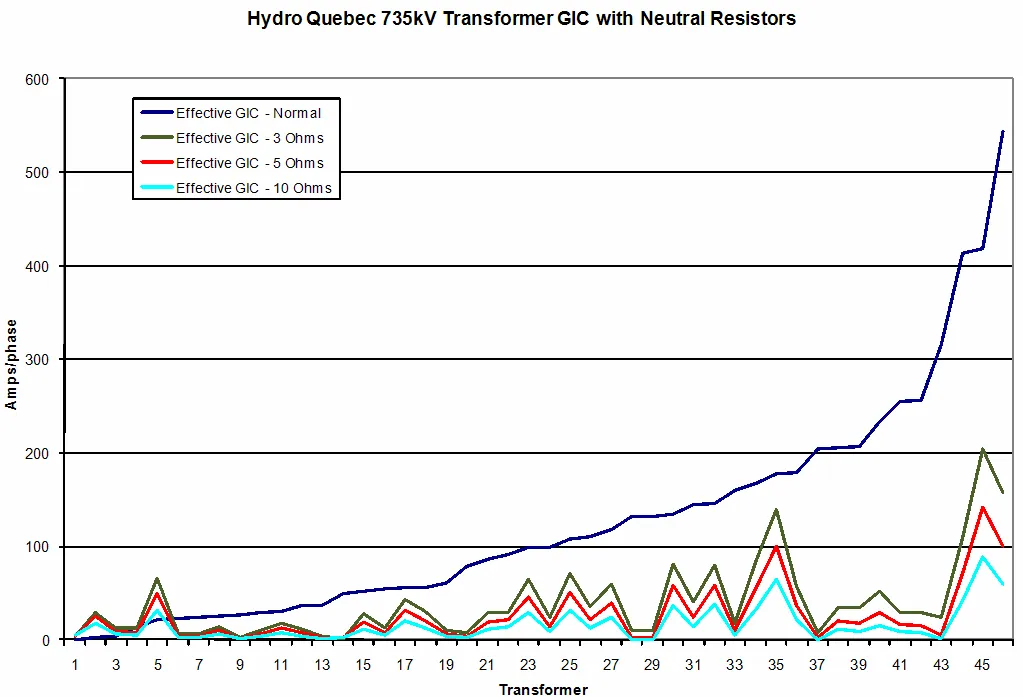 Hydro Quebec 735kV Transformer GIC with Neutral Resistors
600
500
400
300
200
100
0
Amps/phase
Effective GIC - Normal
Effective GIC - 3 Ohms
Effective GIC - 5 Ohms
Effective GIC - 10 Ohms
1 3 5 7 9 11 13 15 17 19 21 23 25 27 29 31 33 35 37 39 41 43 45
Transformer